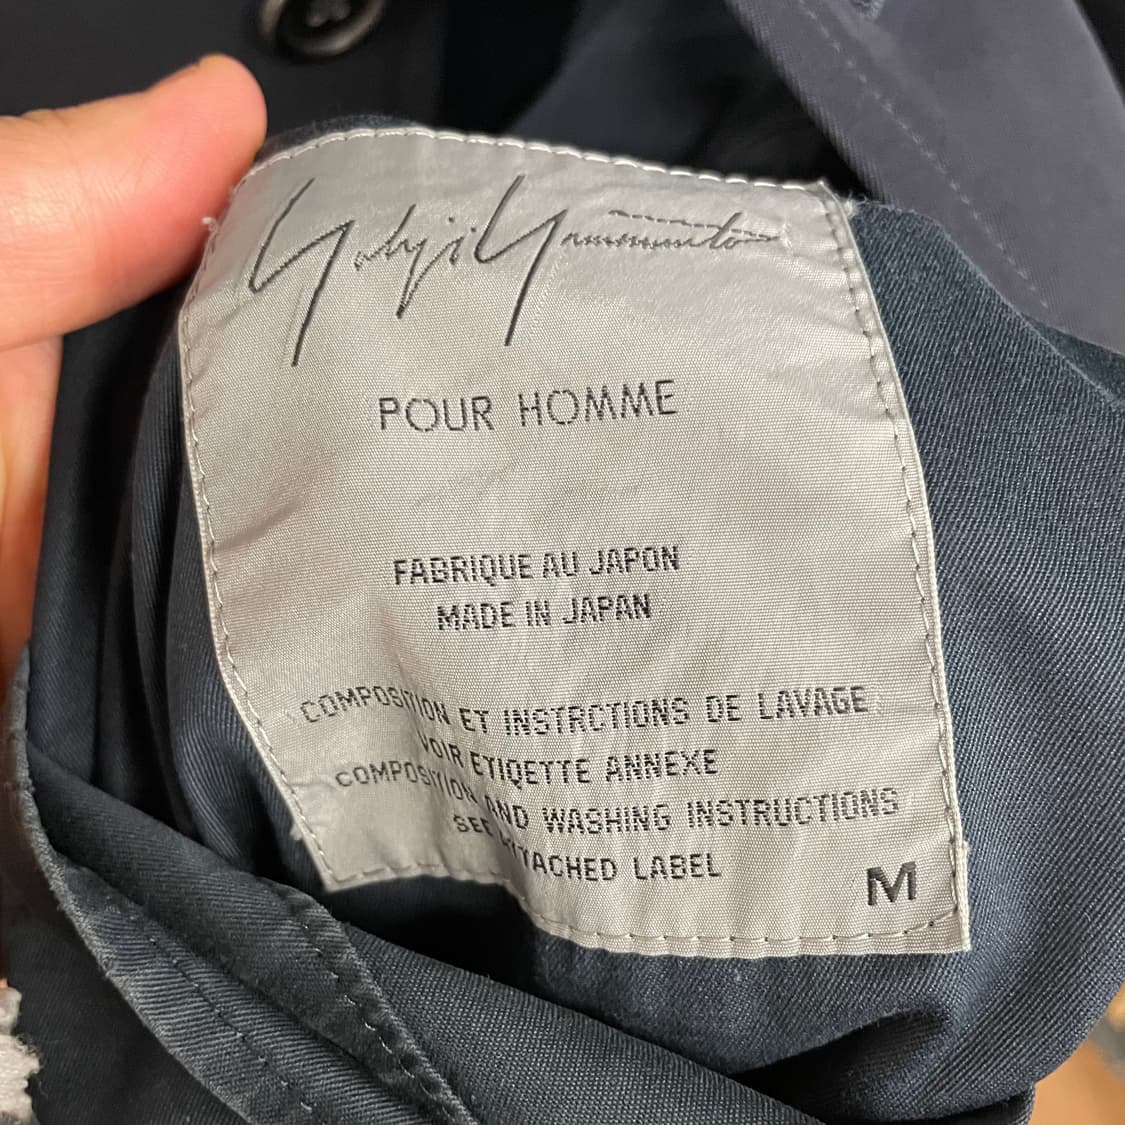 Yohji Yamamoto
POUR HOMME
FABRIQUE AU JAPON
MADE IN JAPAN
COMPOSITION ET INSTRCTIONS DE LAVAGE
VOIR ETIQETTE ANNEXE
COMPOSITION AND WASHING INSTRUCTIONS
SEE ATTACHED LABEL
M